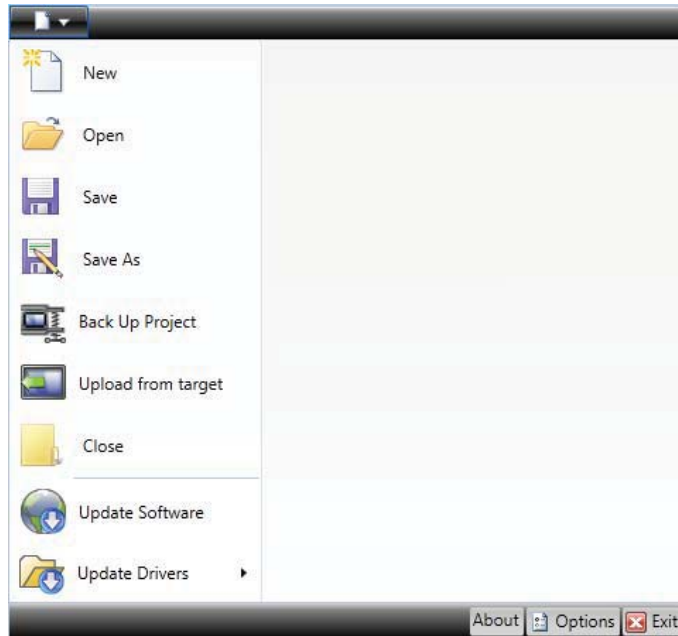 New
Open
Save
Save As
Back Up Project
Upload from target
Close
Update Software
Update Drivers
About Options Exit